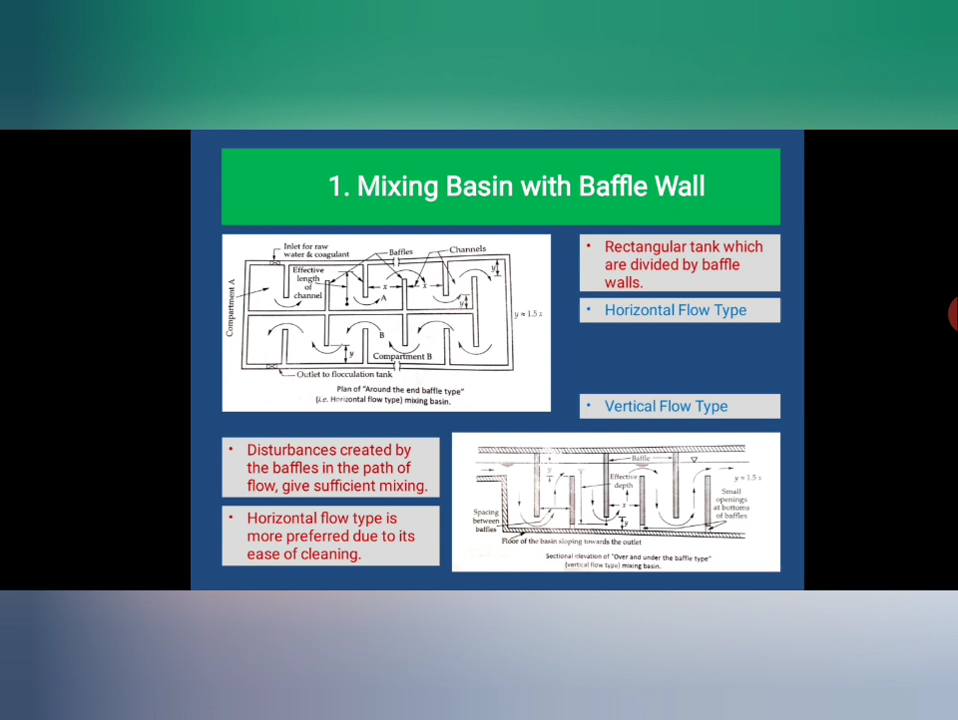 1. Mixing Basin with Baffle Wall
Inlet for raw
water & coagulant
Baffles
Channels
Effective
length
of
channel
x
x
y
y
A
Compartment A
y ≈ 1.5 x
B
y
Compartment B
Outlet to flocculation tank
Plan of "Around the end baffle type"
(i.e. Horizontal flow type) mixing basin.
• Rectangular tank which
are divided by baffle
walls.
• Horizontal Flow Type
• Vertical Flow Type
• Disturbances created by
the baffles in the path of
flow, give sufficient mixing.
• Horizontal flow type is
more preferred due to its
ease of cleaning.
Baffle
y
Effective
depth
y ≈ 1.5 x
Small
openings
at bottoms
of baffles
x
y
Spacing
between
baffles
Floor of the basin sloping towards the outlet
Sectional elevation of "Over and under the baffle type"
(vertical flow type) mixing basin.